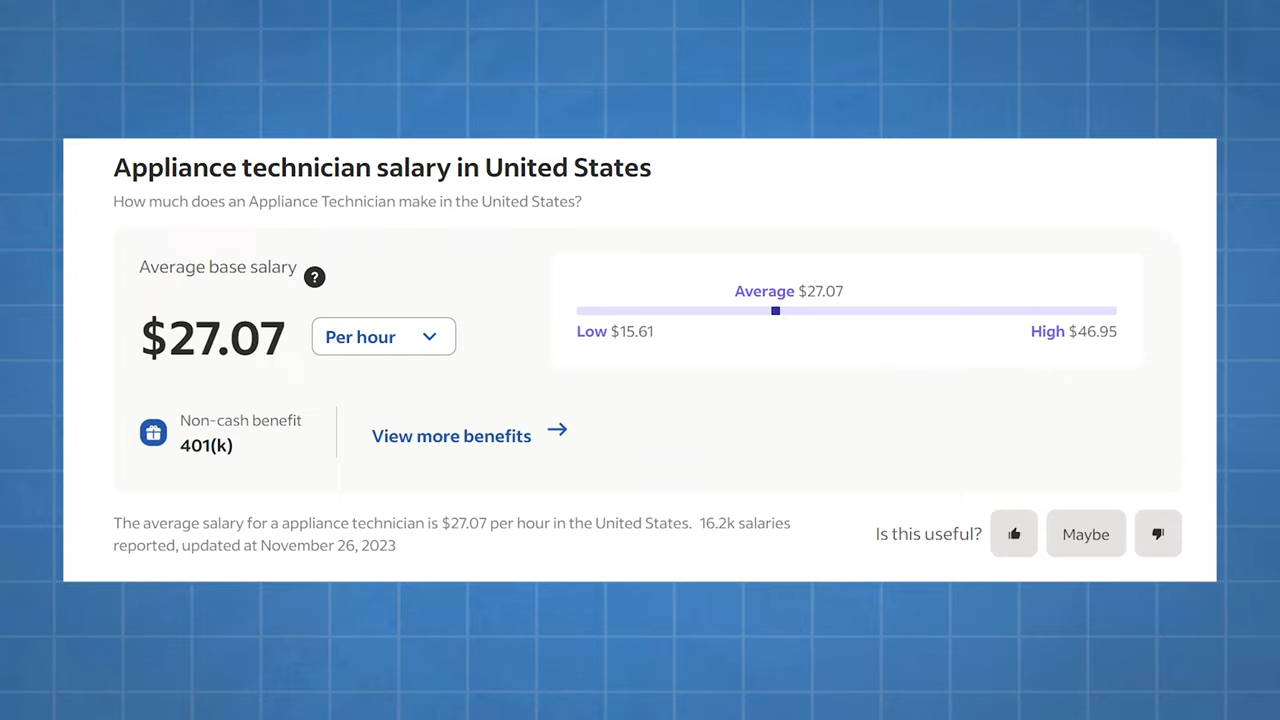 Appliance technician salary in United States
How much does an Appliance Technician make in the United States?
Average base salary ?
$27.07 Per hour
Average $27.07
Low $15.61 High $46.95
Non-cash benefit
401(k)
View more benefits →
The average salary for a appliance technician is $27.07 per hour in the United States. 16.2k salaries
reported, updated at November 26, 2023
Is this useful? Maybe